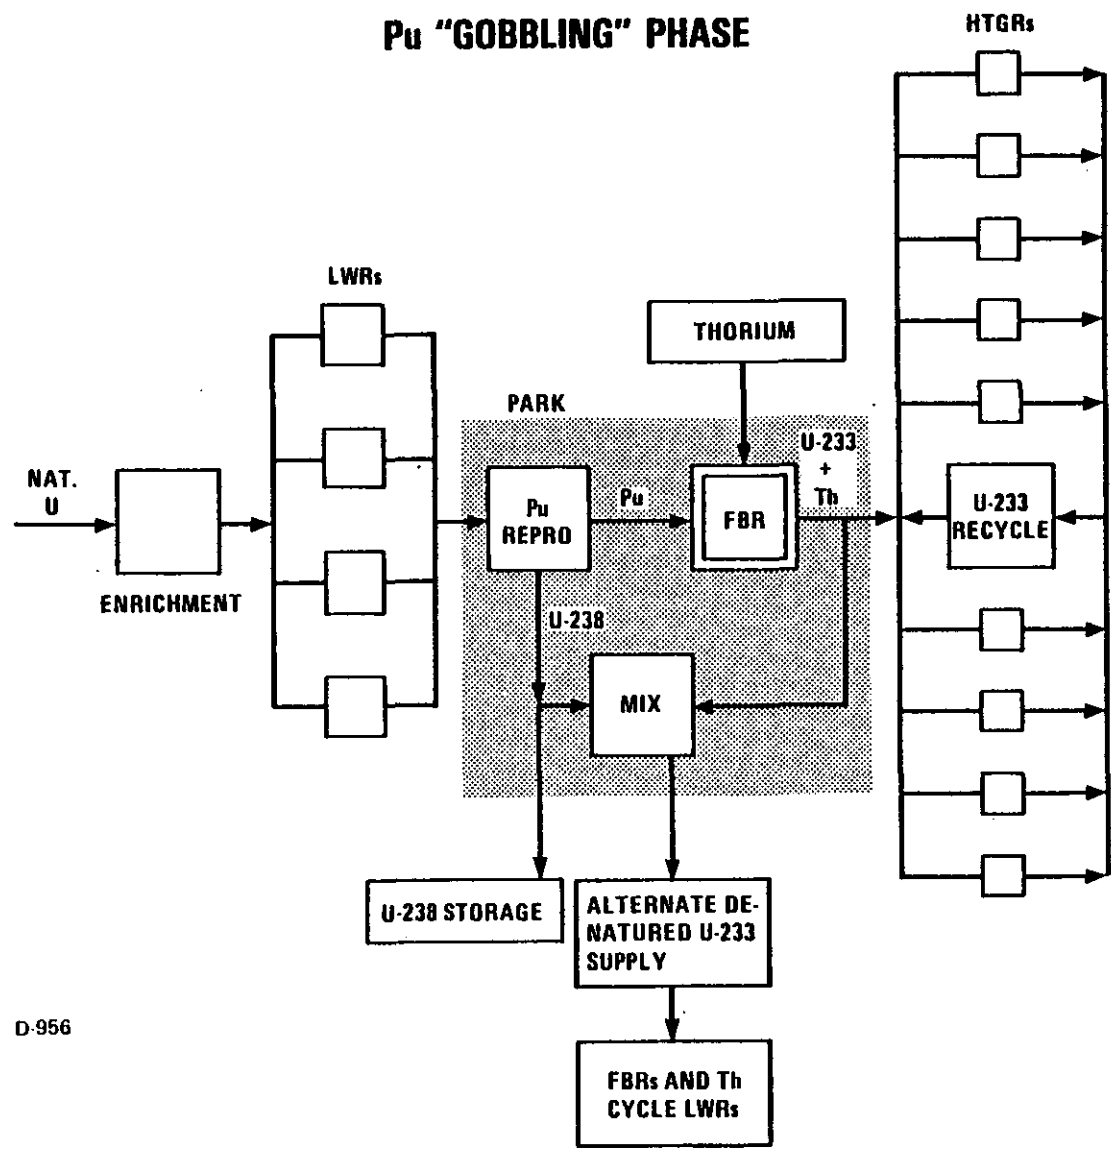 Pu “GOBBLING” PHASE
HTGRs
LWRs
THORIUM
PARK
NAT.
U
ENRICHMENT
Pu
REPRO
Pu
FBR
U-233
+
Th
U-233
RECYCLE
U-238
MIX
U-238 STORAGE
ALTERNATE DE-
NATURED U-233
SUPPLY
FBRs AND Th
CYCLE LWRs
D-956